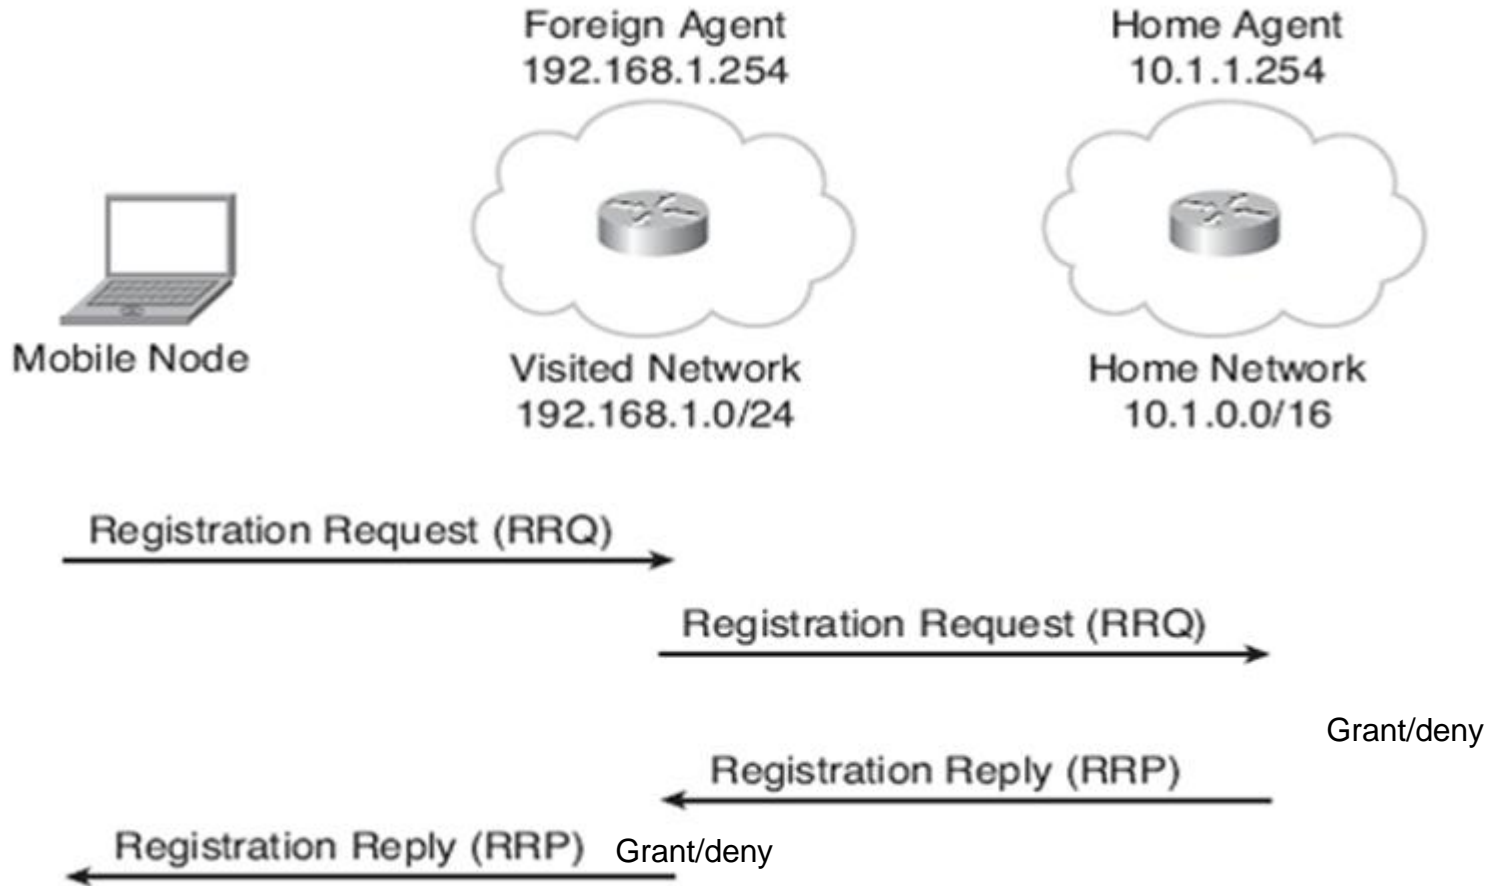 Foreign Agent
192.168.1.254
Home Agent
10.1.1.254
Mobile Node
Visited Network
192.168.1.0/24
Home Network
10.1.0.0/16
Registration Request (RRQ)
Registration Request (RRQ)
Grant/deny
Registration Reply (RRP)
Registration Reply (RRP) Grant/deny